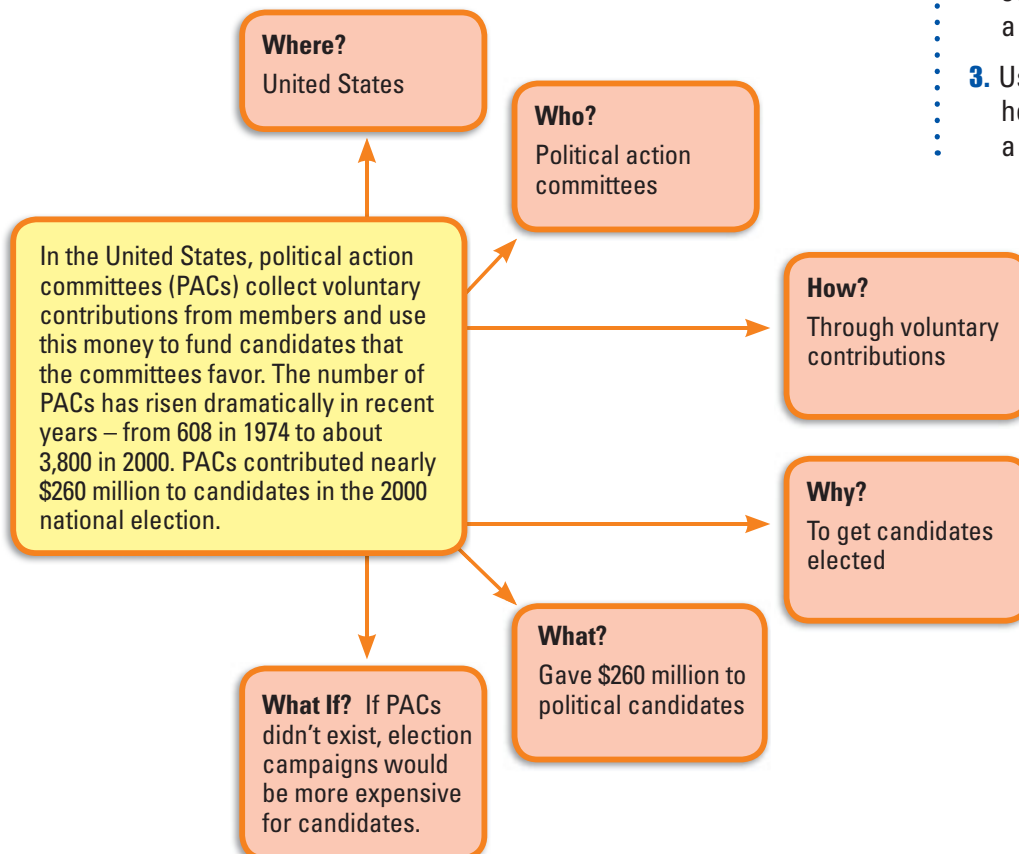 Where?
United States
Who?
Political action
committees
In the United States, political action
committees (PACs) collect voluntary
contributions from members and use
this money to fund candidates that
the committees favor. The number of
PACs has risen dramatically in recent
years – from 608 in 1974 to about
3,800 in 2000. PACs contributed nearly
$260 million to candidates in the 2000
national election.
How?
Through voluntary
contributions
Why?
To get candidates
elected
What?
Gave $260 million to
political candidates
What If? If PACs
didn't exist, election
campaigns would
be more expensive
for candidates.
a
3.
a